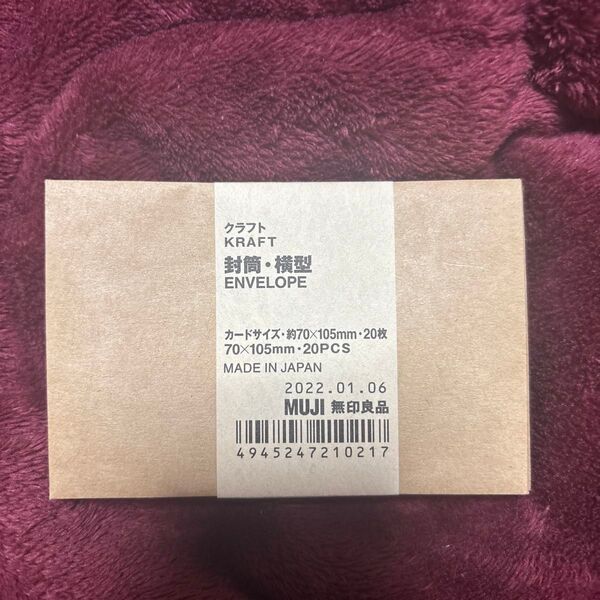 クラフト
KRAFT
封筒・横型
ENVELOPE
カードサイズ・約70×105mm・20枚
70×105mm・20PCS
MADE IN JAPAN
2022.01.06
MUJI 無印良品
4945247210217